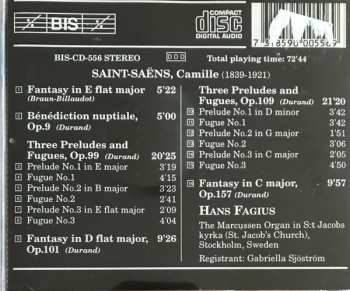 BIS
COMPACT
disc
DIGITAL AUDIO
BIS-CD-556 STEREO
D D D
Total playing time: 72'44
SAINT-SAËNS, Camille (1839-1921)
Fantasy in E flat major 5'22
(Braun-Billaudot)
Bénédiction nuptiale, 5'00
Op.9 (Durand)
Three Preludes and
Fugues, Op.99 (Durand) 20'25
Prelude No.1 in E major 3'19
Fugue No.1 4'15
Prelude No.2 in B major 3'23
Fugue No.2 2'41
Prelude No.3 in E flat major 2'09
Fugue No.3 4'04
Fantasy in D flat major, 9'26
Op.101 (Durand)
Three Preludes and
Fugues, Op.109 (Durand) 21'20
Prelude No.1 in D minor 3'42
Fugue No.1 3'42
Prelude No.2 in G major 1'51
Fugue No.2 3'06
Prelude No.3 in C major 2'05
Fugue No.3 4'50
Fantasy in C major, 9'57
Op.157 (Durand)
HANS FAGIUS
The Marcussen Organ in S:t Jacobs
kyrka (St. Jacob's Church),
Stockholm, Sweden
Registrant: Gabriella Sjöström